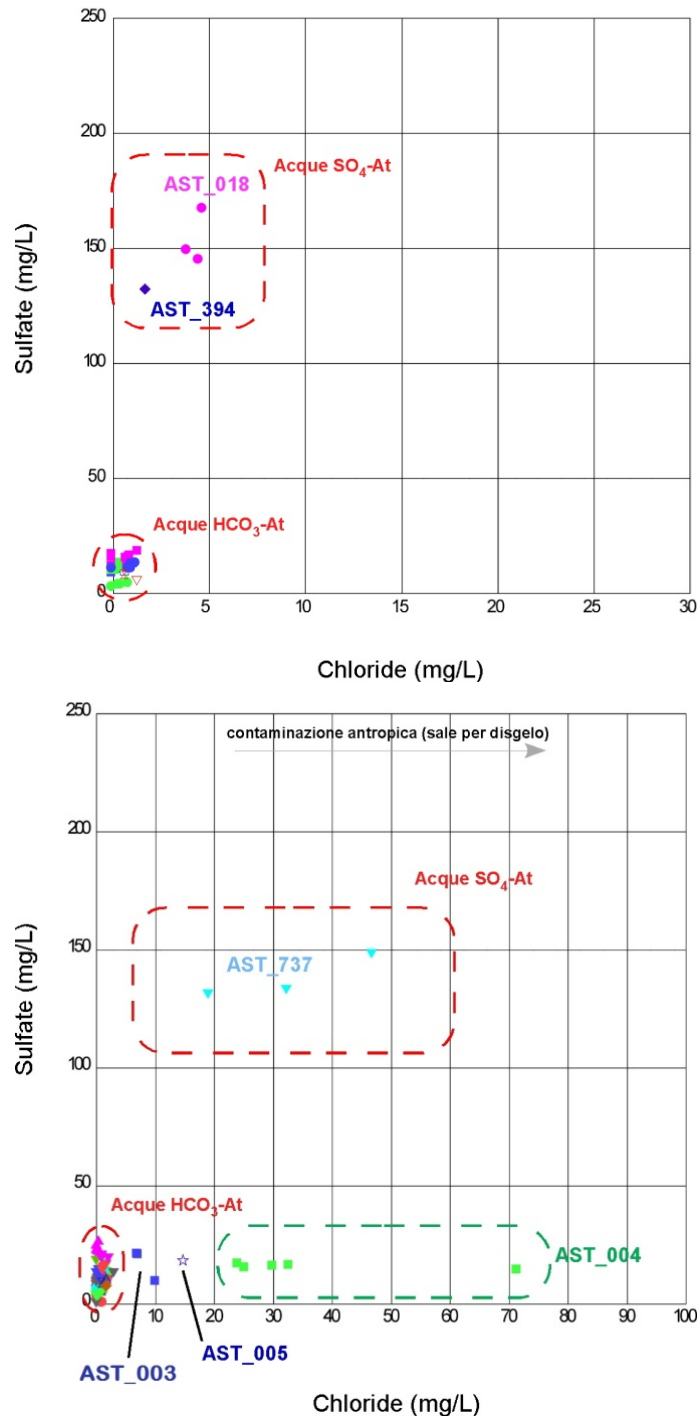 250
200
150
100
50
0
Sulfate (mg/L)
Acque SO₄-At
AST_018
AST_394
Acque HCO₃-At
0 5 10 15 20 25 30
Chloride (mg/L)
250
200
150
100
50
0
Sulfate (mg/L)
contaminazione antropica (sale per disgelo)
Acque SO₄-At
AST_737
Acque HCO₃-At
AST_004
AST_005
AST_003
0 10 20 30 40 50 60 70 80 90 100
Chloride (mg/L)